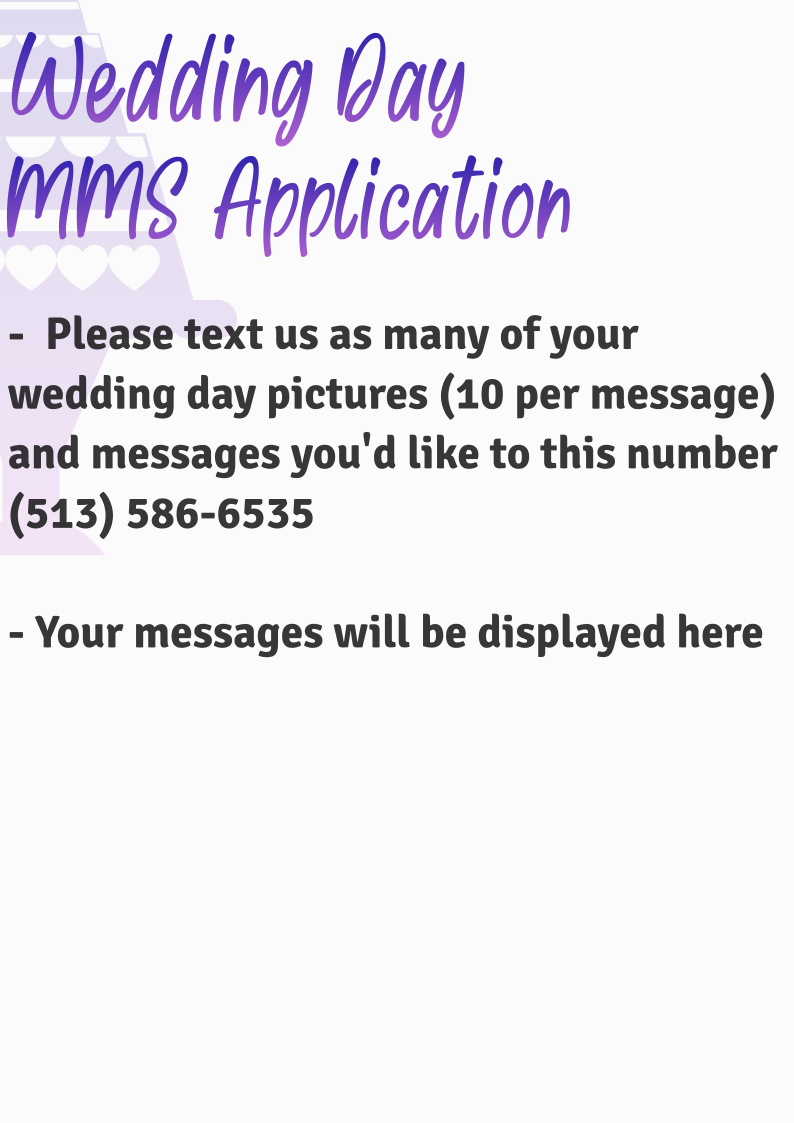 Wedding Day
MMS Application
-  Please text us as many of your
wedding day pictures (10 per message)
and messages you'd like to this number
(513) 586-6535
- Your messages will be displayed here